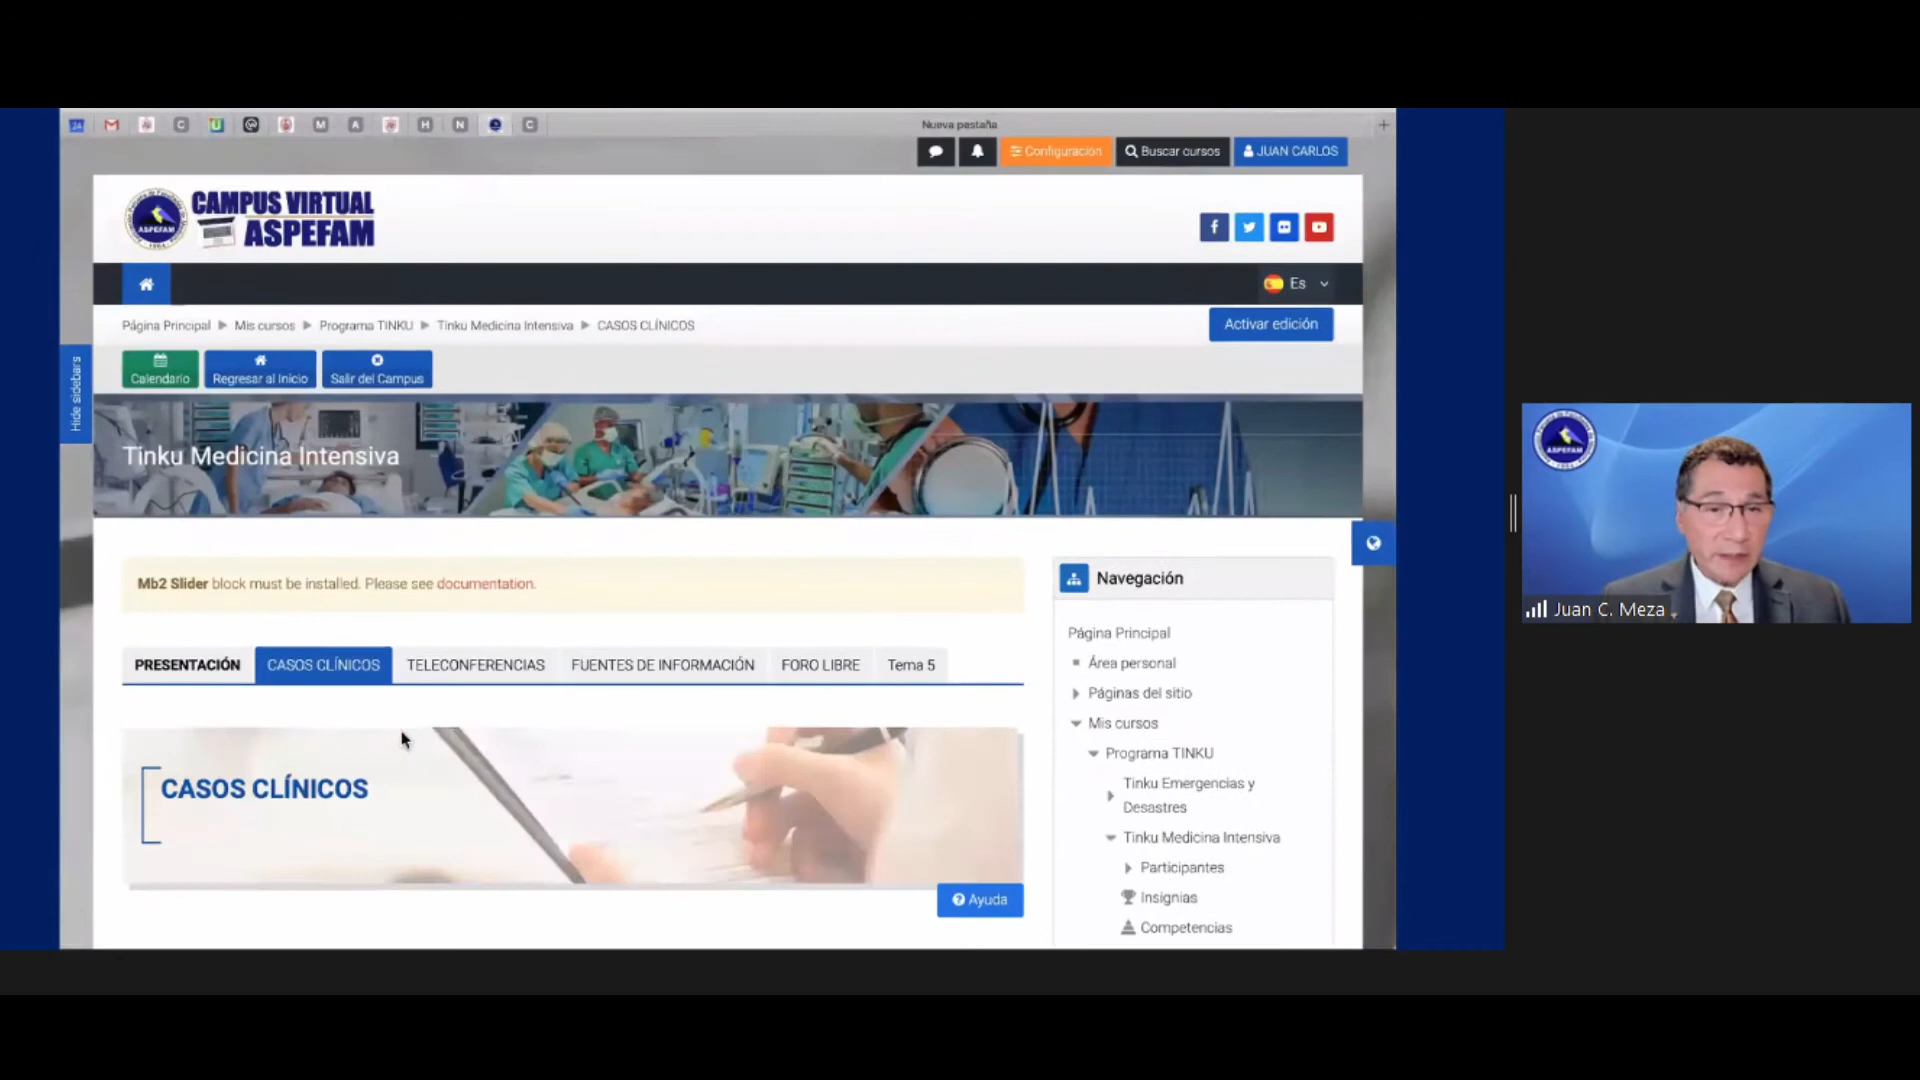 24
C
M
A
H
N
C
Nueva pestaña
+
Configuración
Buscar cursos
JUAN CARLOS
ASPEFAM
CAMPUS VIRTUAL
ASPEFAM
Es
Página Principal ▶ Mis cursos ▶ Programa TINKU ▶ Tinku Medicina Intensiva ▶ CASOS CLÍNICOS
Activar edición
Hide sidebars
Calendario
Regresar al Inicio
Salir del Campus
Tinku Medicina Intensiva
Mb2 Slider block must be installed. Please see documentation.
PRESENTACIÓN
CASOS CLÍNICOS
TELECONFERENCIAS
FUENTES DE INFORMACIÓN
FORO LIBRE
Tema 5
CASOS CLÍNICOS
Ayuda
Navegación
Página Principal
Área personal
Páginas del sitio
Mis cursos
Programa TINKU
Tinku Emergencias y
Desastres
Tinku Medicina Intensiva
Participantes
Insignias
Competencias
ASPEFAM
Juan C. Meza